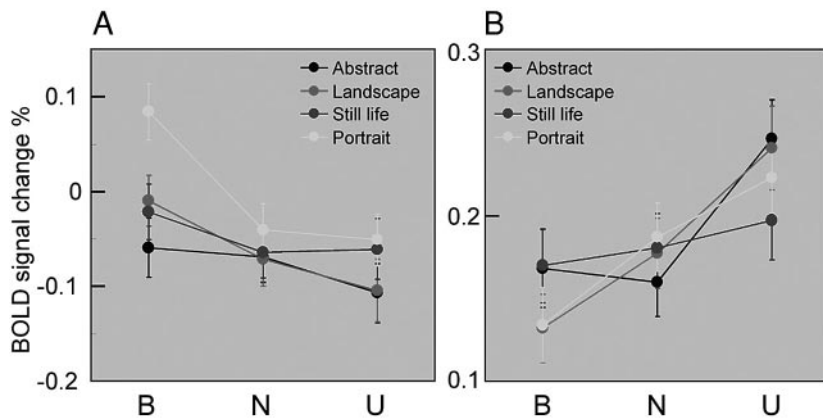 A
B
BOLD signal change %
0.1
0
-0.1
-0.2
Abstract
Landscape
Still life
Portrait
B N U
0.3
0.2
0.1
Abstract
Landscape
Still life
Portrait
B N U